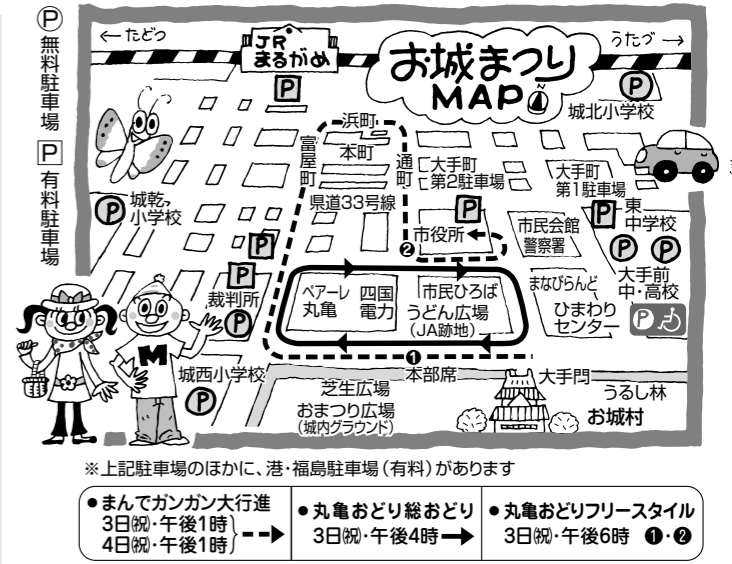 Ⓟ無料駐車場
🄿有料駐車場
←たどつ
JR
まるがめ
お城まつり
MAP
うたづ→
P
P
城北小学校
浜町
本町
富屋町
通町
大手町
第2駐車場
大手町
第1駐車場
城乾
小学校
P
県道33号線
P
P
市役所
❷
市民会館
警察署
東
中学校
P
P
P
P
裁判所
P
ペアーレ
丸亀
四国
電力
市民ひろば
うどん広場
(JA跡地)
まなびらんど
ひまわり
センター
大手前
中・高校
P
M
❶
城西小学校
P
本部席
大手門
芝生広場
うるし林
おまつり広場
(城内グラウンド)
お城村
※上記駐車場のほかに、港・福島駐車場(有料)があります
●まんでガンガン大行進
3日㈷・午後1時
4日㈷・午後1時
●丸亀おどり総おどり
3日㈷・午後4時→
●丸亀おどりフリースタイル
3日㈷・午後6時 ❶・❷